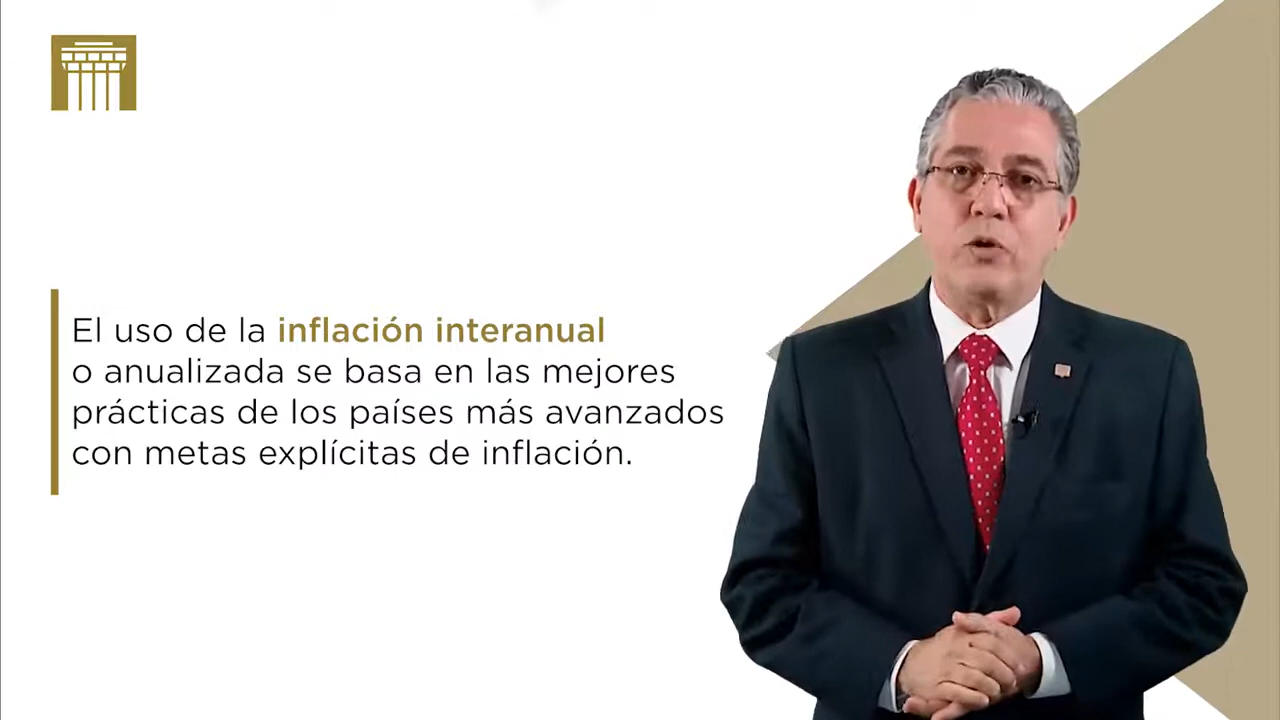 El uso de la inflación interanual
o anualizada se basa en las mejores
prácticas de los países más avanzados
con metas explícitas de inflación.